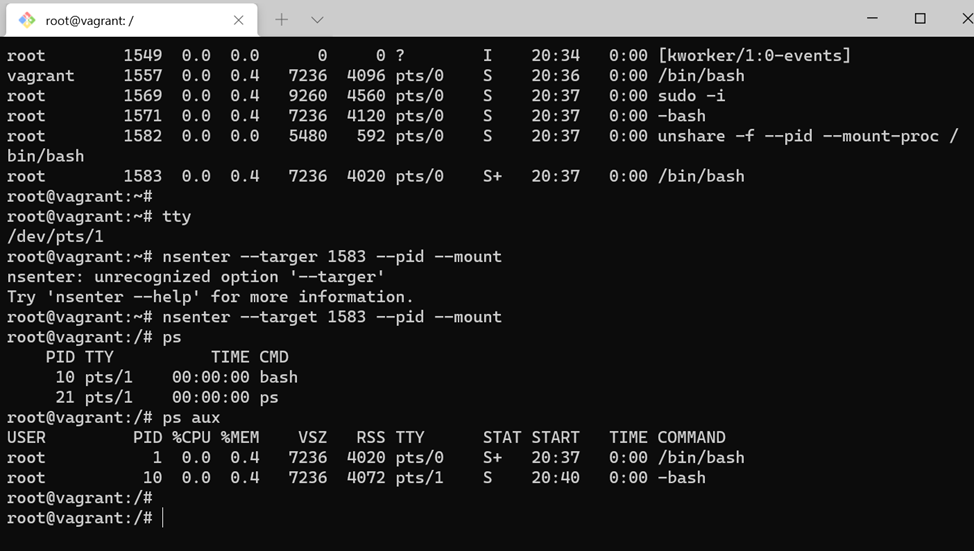 root@vagrant: /
root 1549 0.0 0.0 0 0 ? I 20:34 0:00 [kworker/1:0-events]
vagrant 1557 0.0 0.4 7236 4096 pts/0 S 20:36 0:00 /bin/bash
root 1569 0.0 0.4 9260 4560 pts/0 S 20:37 0:00 sudo -i
root 1571 0.0 0.4 7236 4120 pts/0 S 20:37 0:00 -bash
root 1582 0.0 0.0 5480 592 pts/0 S 20:37 0:00 unshare -f --pid --mount-proc /
bin/bash
root 1583 0.0 0.4 7236 4020 pts/0 S+ 20:37 0:00 /bin/bash
root@vagrant:~#
root@vagrant:~# tty
/dev/pts/1
root@vagrant:~# nsenter --targer 1583 --pid --mount
nsenter: unrecognized option '--targer'
Try 'nsenter --help' for more information.
root@vagrant:~# nsenter --target 1583 --pid --mount
root@vagrant:/# ps
PID TTY TIME CMD
10 pts/1 00:00:00 bash
21 pts/1 00:00:00 ps
root@vagrant:/# ps aux
USER PID %CPU %MEM VSZ RSS TTY STAT START TIME COMMAND
root 1 0.0 0.4 7236 4020 pts/0 S+ 20:37 0:00 /bin/bash
root 10 0.0 0.4 7236 4072 pts/1 S 20:40 0:00 -bash
root@vagrant:/#
root@vagrant:/#